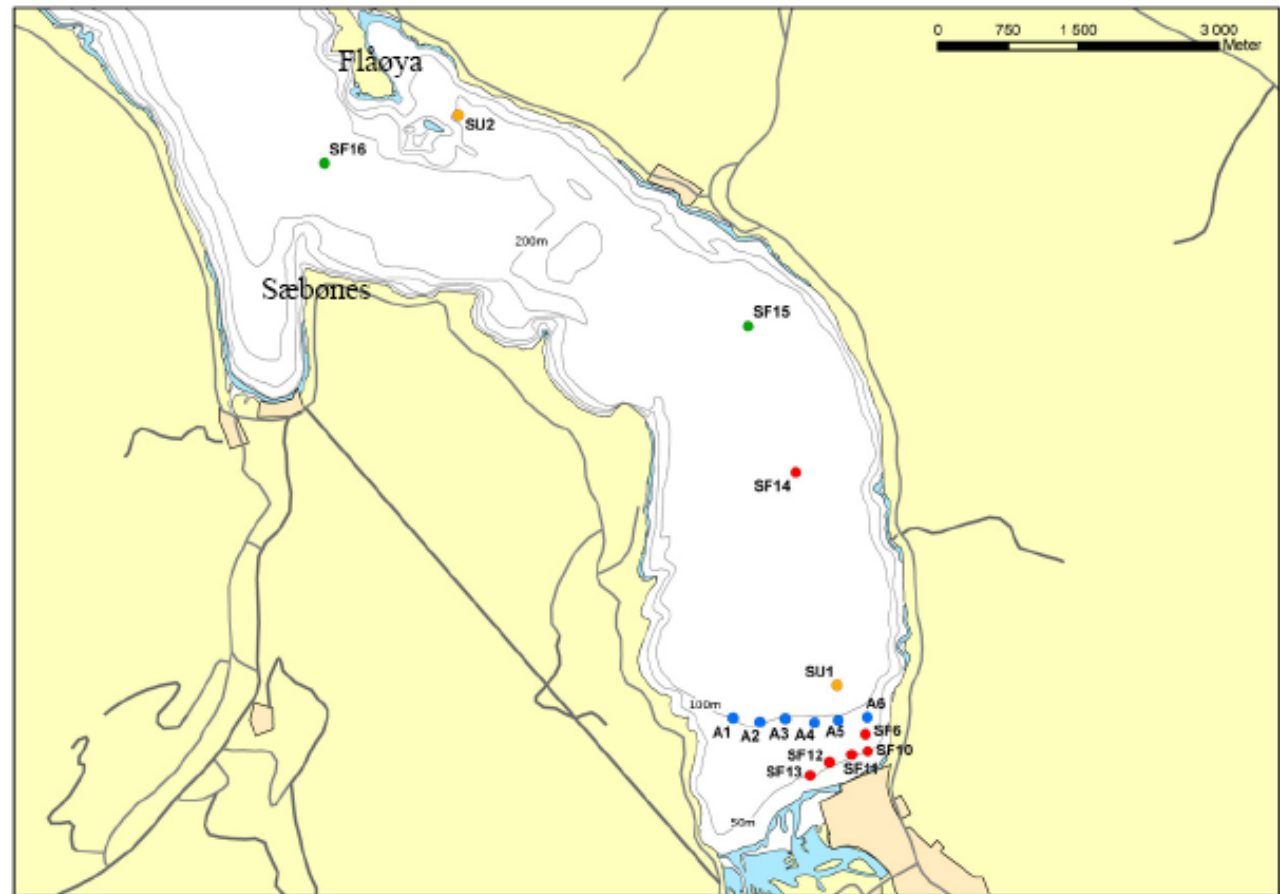 0 750 1 500 3 000
Meter
Flåøya
SU2
SF16
200m
Sæbønes
SF15
SF14
SU1
100m
A6
A1 A2 A3 A4 A5
SF6
SF10
SF12
SF11
SF13
50m